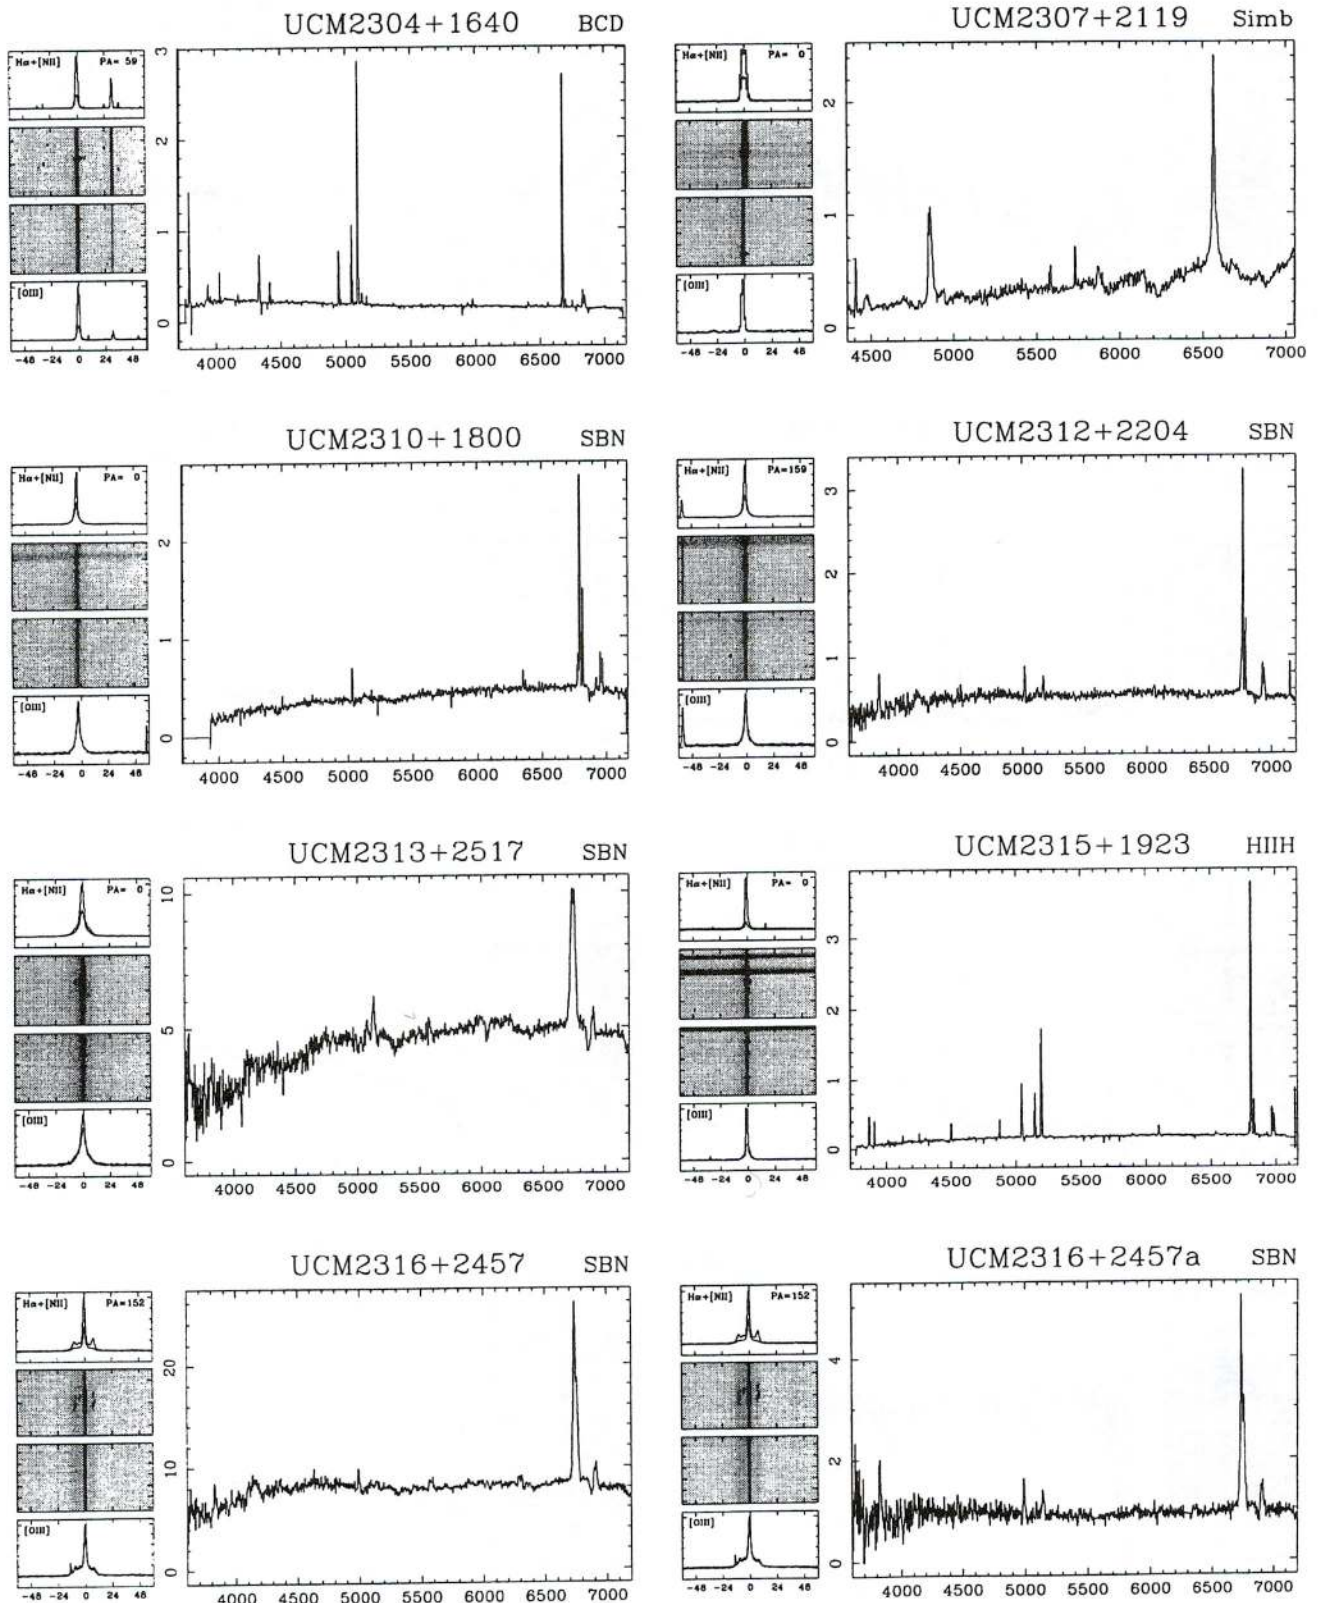 UCM2304+1640 BCD
Hα+[NII] PA= 59
[OIII]
-48 -24 0 24 48
0 1 2 3
4000 4500 5000 5500 6000 6500 7000
UCM2307+2119 Simb
Hα+[NII] PA= 0
[OIII]
-48 -24 0 24 48
0 1 2
4500 5000 5500 6000 6500 7000
UCM2310+1800 SBN
Hα+[NII] PA= 0
[OIII]
-48 -24 0 24 48
0 1 2
4000 4500 5000 5500 6000 6500 7000
UCM2312+2204 SBN
Hα+[NII] PA=159
[OIII]
-48 -24 0 24 48
0 1 2 3
4000 4500 5000 5500 6000 6500 7000
UCM2313+2517 SBN
Hα+[NII] PA= 0
[OIII]
-48 -24 0 24 48
0 5 10
4000 4500 5000 5500 6000 6500 7000
UCM2315+1923 HIIH
Hα+[NII] PA= 0
[OIII]
-48 -24 0 24 48
0 1 2 3
4000 4500 5000 5500 6000 6500 7000
UCM2316+2457 SBN
Hα+[NII] PA=152
[OIII]
-48 -24 0 24 48
0 10 20
4000 4500 5000 5500 6000 6500 7000
UCM2316+2457a SBN
Hα+[NII] PA=152
[OIII]
-48 -24 0 24 48
0 2 4
4000 4500 5000 5500 6000 6500 7000